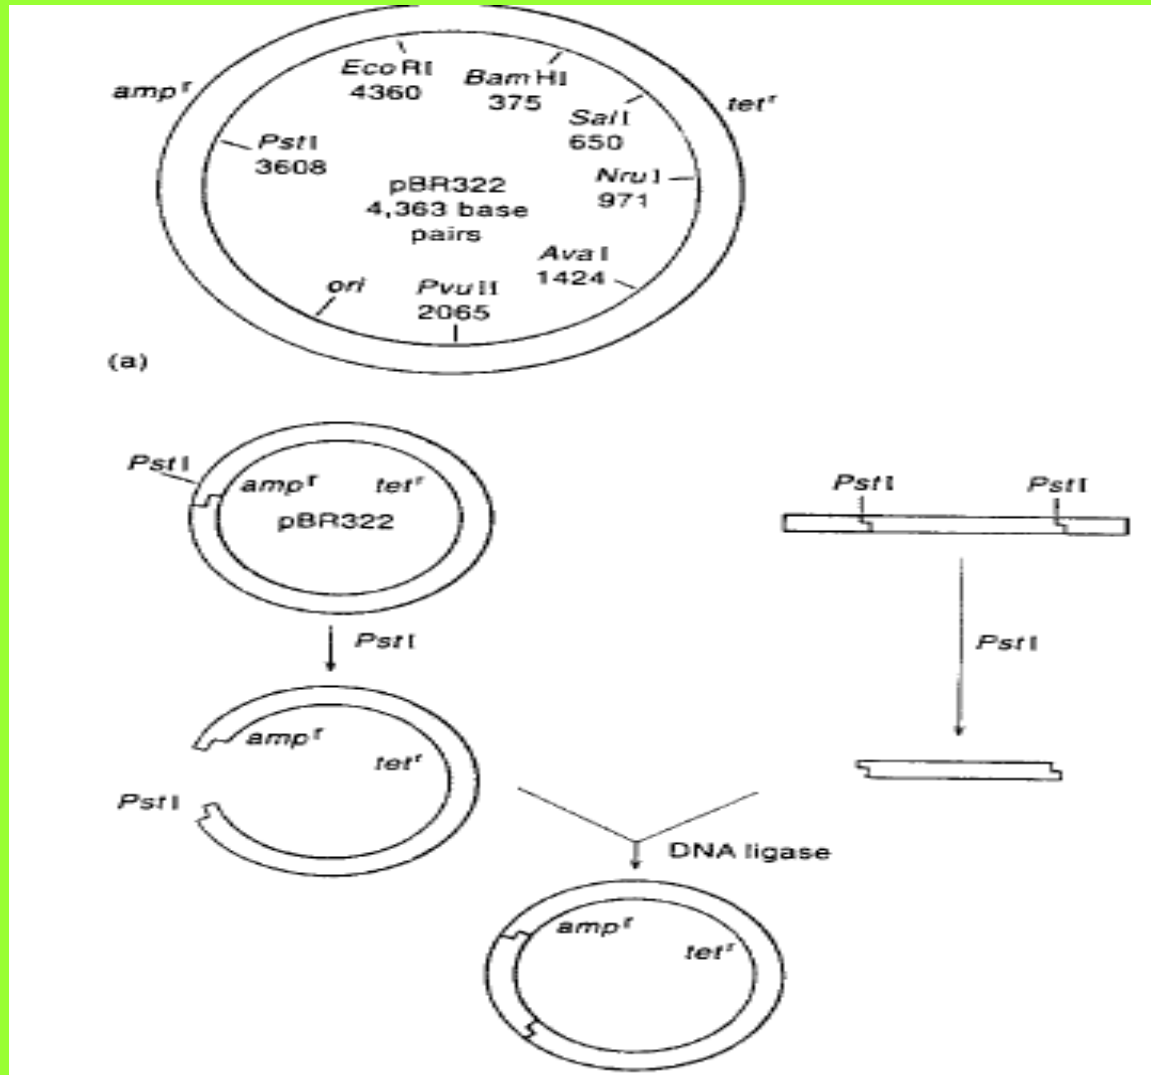 amp^r
EcoRI
4360
BamHI
375
tet^r
SalI
650
PstI
3608
NruI
971
pBR322
4,363 base
pairs
AvaI
1424
ori
PvuII
2065
(a)
PstI
amp^r tet^r
pBR322
PstI PstI
PstI
PstI
amp^r
tet^r
PstI
DNA ligase
amp^r
tet^r